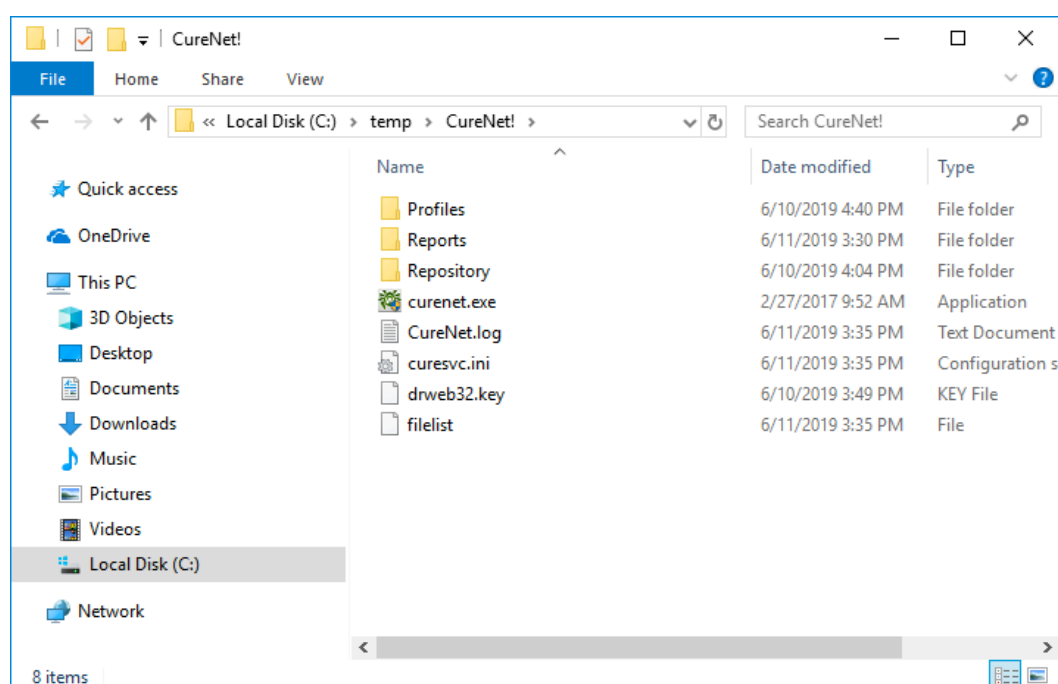 CureNet!
File Home Share View
« Local Disk (C:) > temp > CureNet! >
Search CureNet!
Name Date modified Type
Quick access
OneDrive
This PC
3D Objects
Desktop
Documents
Downloads
Music
Pictures
Videos
Local Disk (C:)
Network
Profiles 6/10/2019 4:40 PM File folder
Reports 6/11/2019 3:30 PM File folder
Repository 6/10/2019 4:04 PM File folder
curenet.exe 2/27/2017 9:52 AM Application
CureNet.log 6/11/2019 3:35 PM Text Document
curesvc.ini 6/11/2019 3:35 PM Configuration s
drweb32.key 6/10/2019 3:49 PM KEY File
filelist 6/11/2019 3:35 PM File
8 items